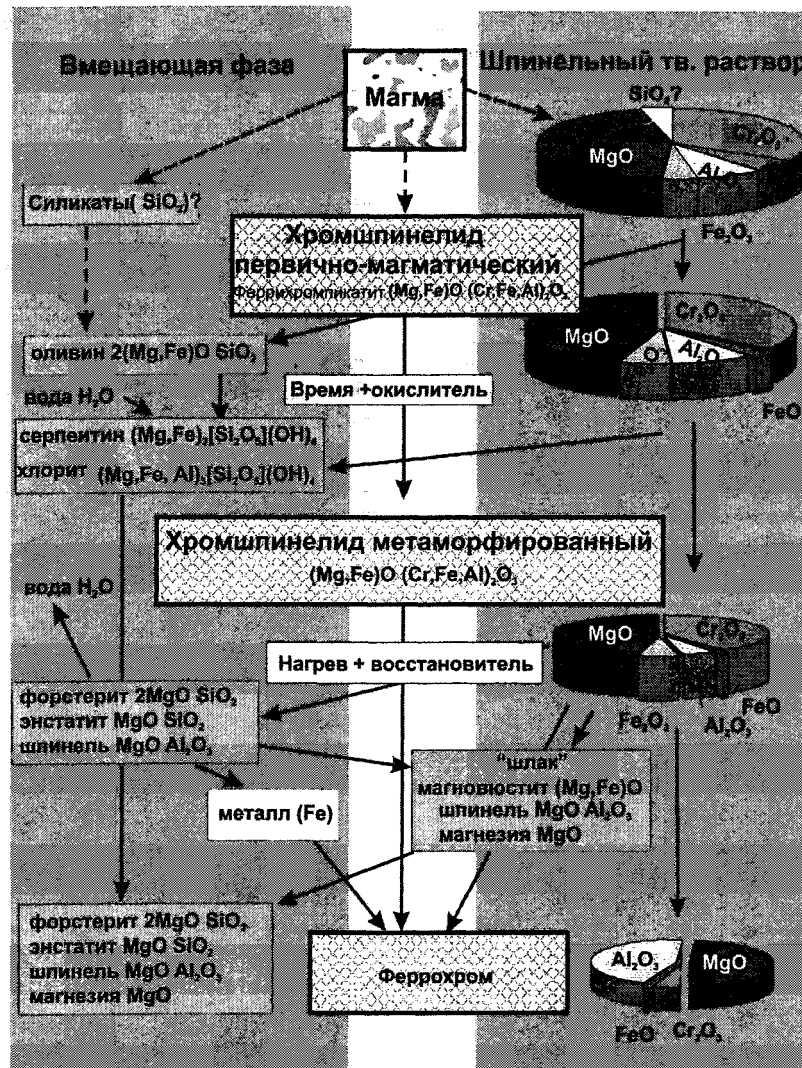 Вмещающая фаза
Магма
Шпинельный тв. раствор
SiO₂?
Cr₂O₃
MgO
Al₂O₃
Fe₂O₃
Силикаты( SiO₂)?
Хромшпинелид
первично-магматический
Феррихромпикатит (Mg,Fe)O (Cr,Fe,Al)₂O₃
Cr₂O₃
MgO
Al₂O
FeO
оливин 2(Mg,Fe)O SiO₂
вода H₂O
Время +окислитель
серпентин (Mg,Fe)₃[Si₂O₅](OH)₄
хлорит (Mg,Fe, Al)₃[Si₂O₅](OH)₄
Хромшпинелид метаморфированный
(Mg,Fe)O (Cr,Fe,Al)₂O₃
вода H₂O
MgO
Cr₂O₃
Нагрев + восстановитель
FeO
Fe₂O₃
Al₂O₃
форстерит 2MgO SiO₂
энстатит MgO SiO₂
шпинель MgO Al₂O₃
"шлак"
магновюстит (Mg,Fe)O
шпинель MgO Al₂O₃
магнезия MgO
металл (Fe)
форстерит 2MgO SiO₂
энстатит MgO SiO₂
шпинель MgO Al₂O₃
магнезия MgO
Феррохром
Al₂O₃
MgO
FeO
Cr₂O₃